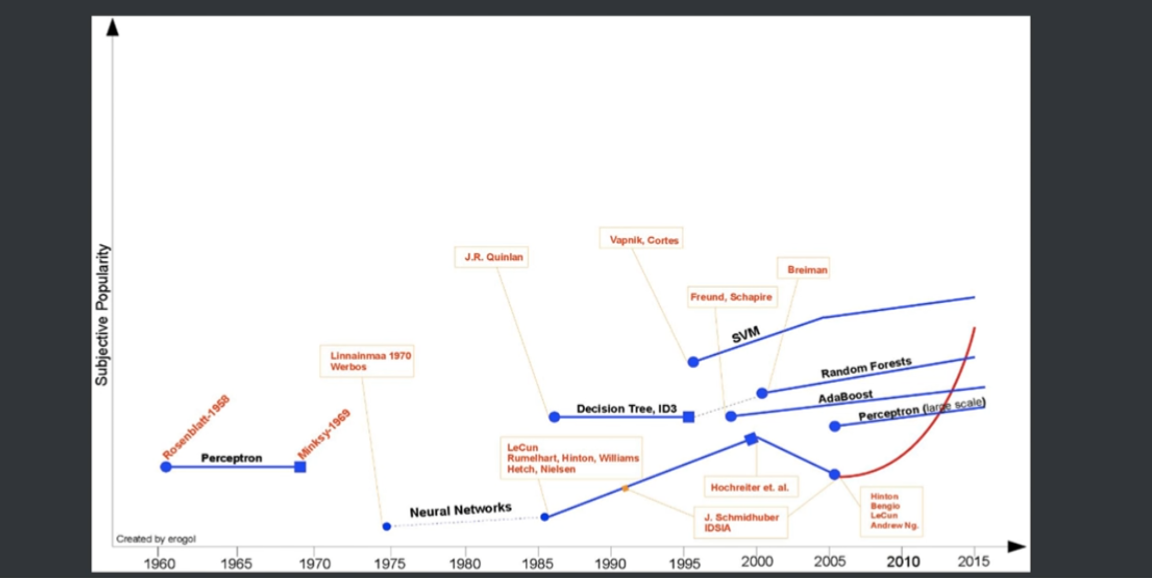 Subjective Popularity
Vapnik, Cortes
J.R. Quinlan
Breiman
Freund, Schapire
SVM
Linnainmaa 1970
Werbos
Random Forests
AdaBoost
Perceptron (large scale)
Decision Tree, ID3
Rosenblatt-1958
Minksy-1969
Perceptron
LeCun
Rumelhart, Hinton, Williams
Hetch, Nielsen
Hochreiter et. al.
Neural Networks
J. Schmidhuber
IDSIA
Hinton
Bengio
LeCun
Andrew Ng.
Created by erogol
1960 1965 1970 1975 1980 1985 1990 1995 2000 2005 2010 2015